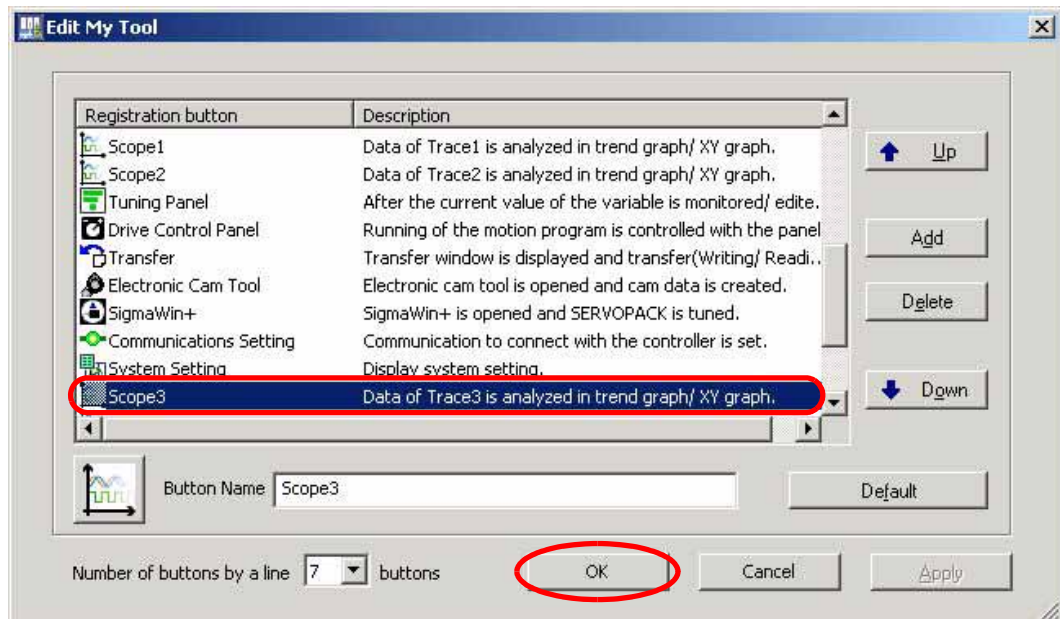 Edit My Tool
Registration button Description
Scope1 Data of Trace1 is analyzed in trend graph/ XY graph.
Scope2 Data of Trace2 is analyzed in trend graph/ XY graph.
Tuning Panel After the current value of the variable is monitored/ edite.
Drive Control Panel Running of the motion program is controlled with the panel
Transfer Transfer window is displayed and transfer(Writing/ Readi..
Electronic Cam Tool Electronic cam tool is opened and cam data is created.
SigmaWin+ SigmaWin+ is opened and SERVOPACK is tuned.
Communications Setting Communication to connect with the controller is set.
System Setting Display system setting.
Scope3 Data of Trace3 is analyzed in trend graph/ XY graph.
Up
Add
Delete
Down
Button Name Scope3
Default
Number of buttons by a line 7 buttons
OK Cancel Apply